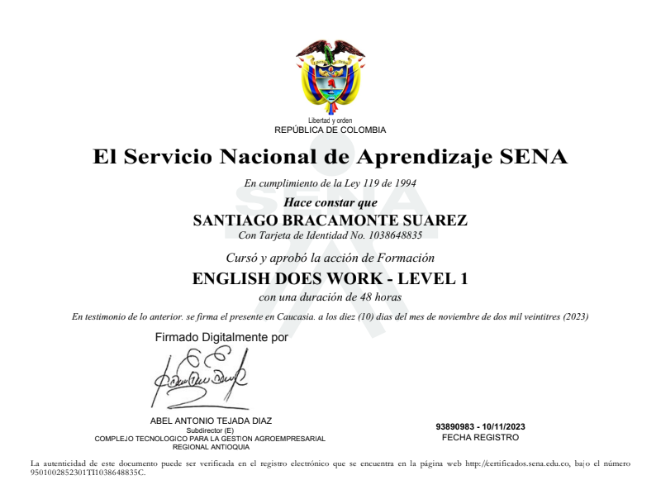 Libertad y orden
REPÚBLICA DE COLOMBIA
El Servicio Nacional de Aprendizaje SENA
En cumplimiento de la Ley 119 de 1994
SENA
Hace constar que
SANTIAGO BRACAMONTE SUAREZ
Con Tarjeta de Identidad No. 1038648835
Cursó y aprobó la acción de Formación
ENGLISH DOES WORK - LEVEL 1
con una duración de 48 horas
En testimonio de lo anterior, se firma el presente en Caucasia, a los diez (10) dias del mes de noviembre de dos mil veintitres (2023)
Firmado Digitalmente por
ABEL ANTONIO TEJADA DIAZ
Subdirector (E)
COMPLEJO TECNOLOGICO PARA LA GESTION AGROEMPRESARIAL
REGIONAL ANTIOQUIA
93890983 - 10/11/2023
FECHA REGISTRO
La autenticidad de este documento puede ser verificada en el registro electrónico que se encuentra en la página web http://certificados.sena.edu.co, bajo el número
9501002852301TI1038648835C.